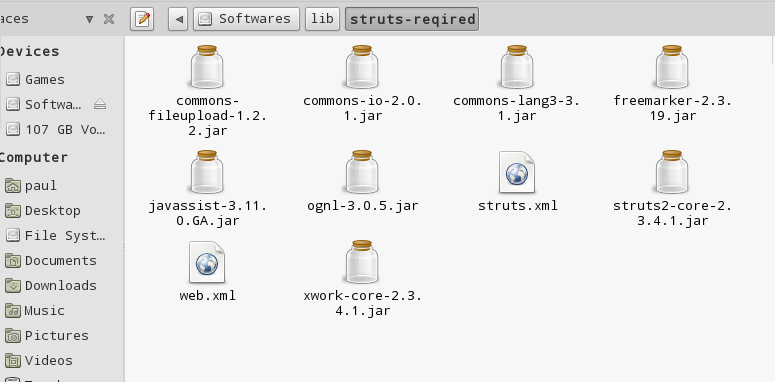 aces
Softwares lib struts-reqired
Devices
Games
Softwa...
107 GB Vo...
Computer
paul
Desktop
File Syst...
Documents
Downloads
Music
Pictures
Videos
commons-
fileupload-1.2.
2.jar
commons-io-2.0.
1.jar
commons-lang3-3.
1.jar
freemarker-2.3.
19.jar
javassist-3.11.
0.GA.jar
ognl-3.0.5.jar
struts.xml
struts2-core-2.
3.4.1.jar
web.xml
xwork-core-2.3.
4.1.jar